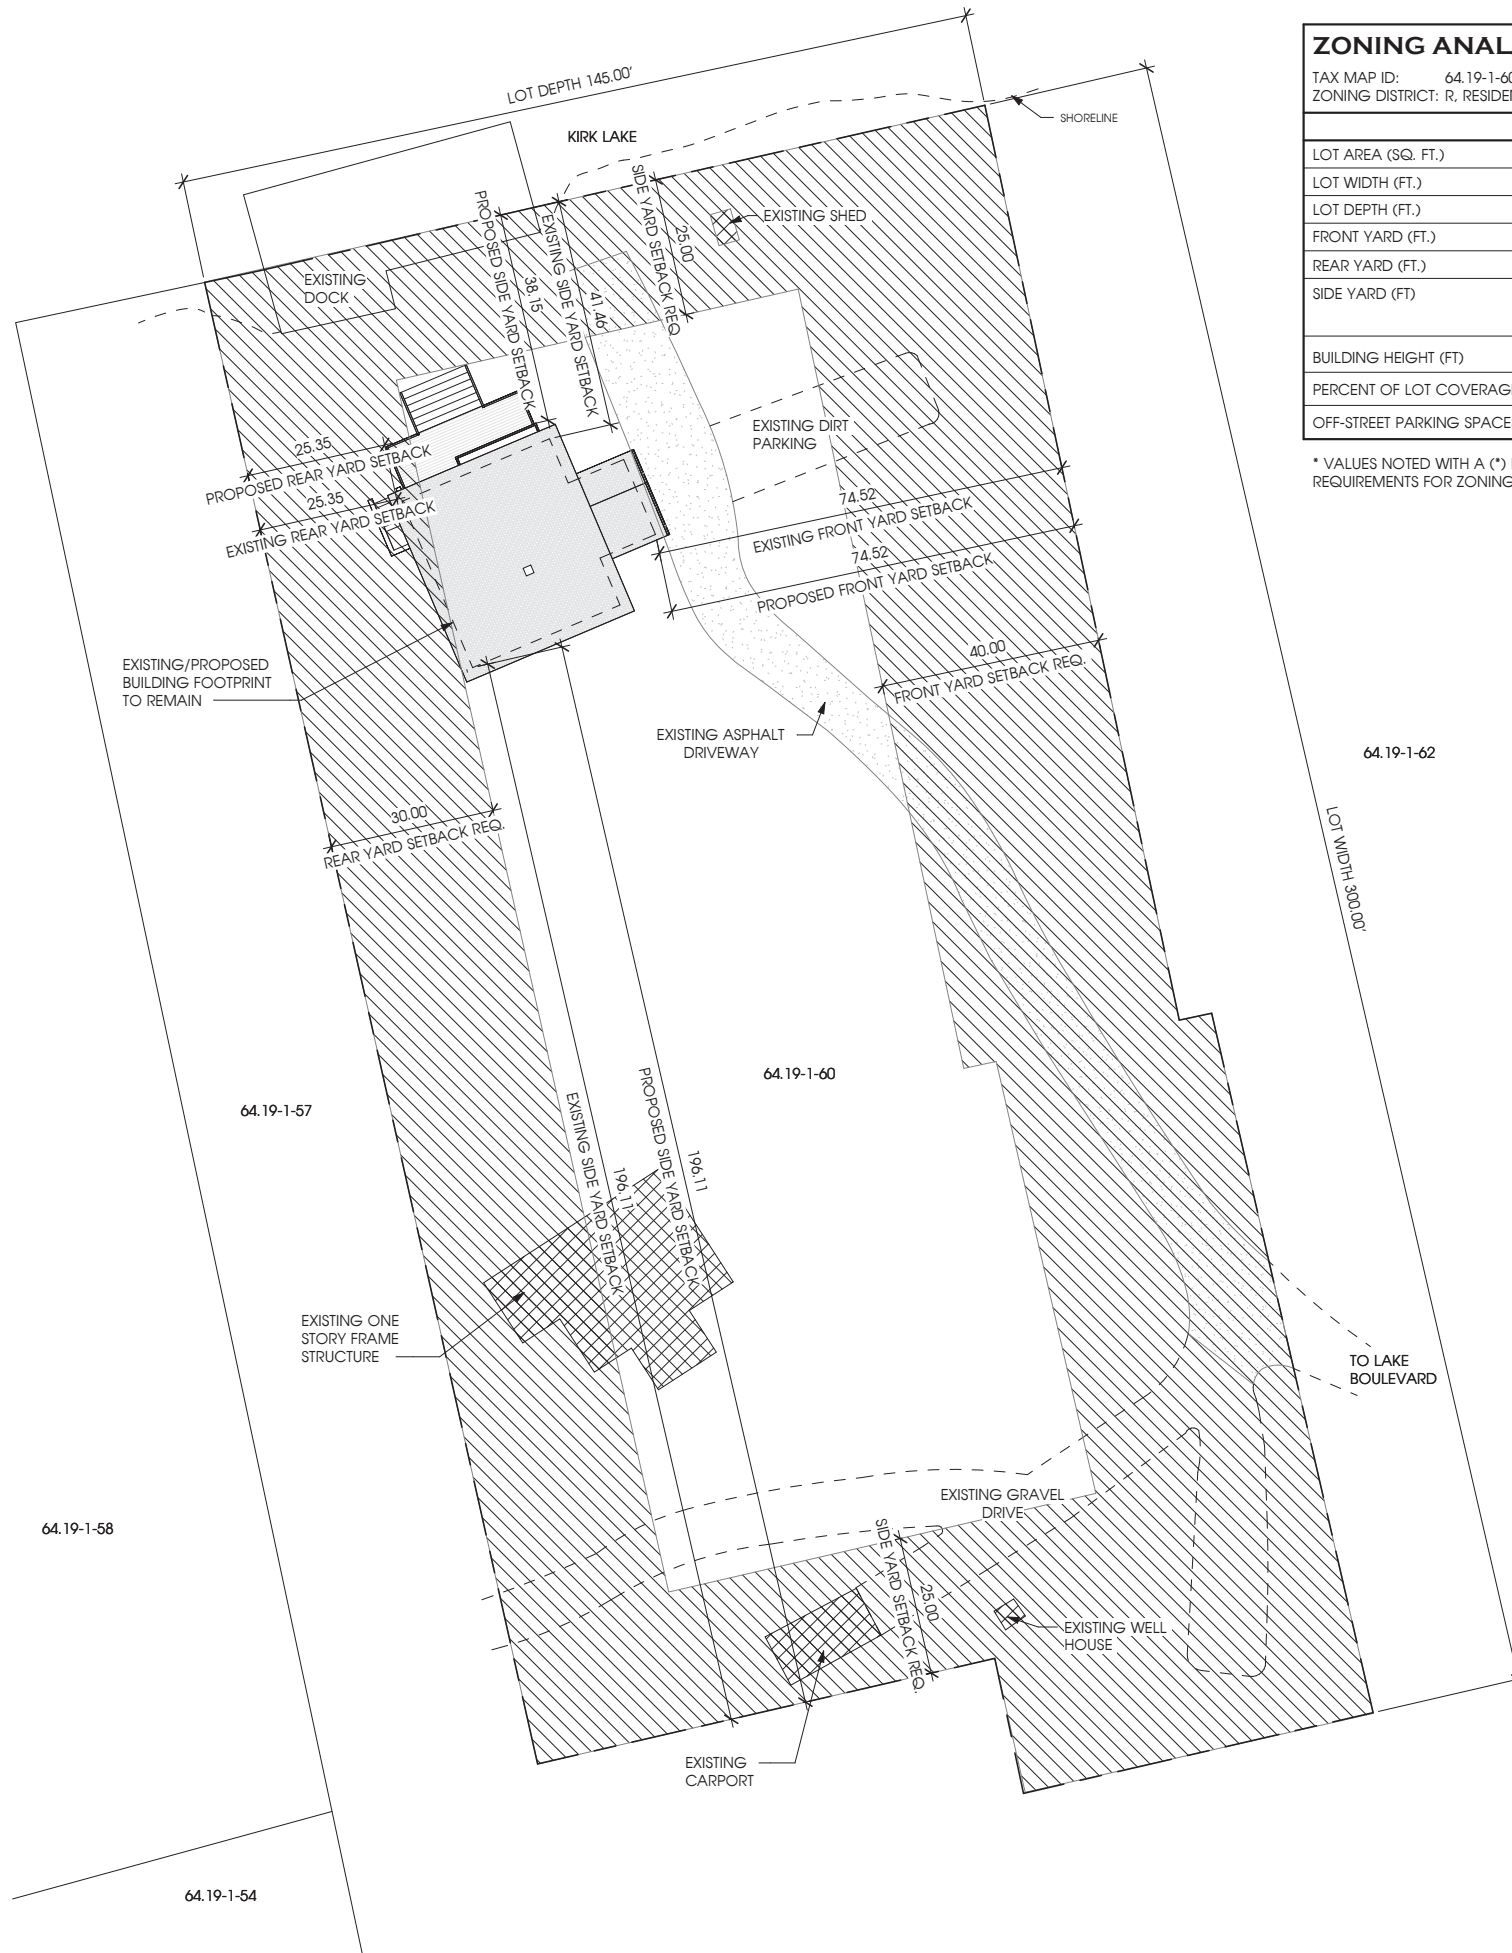 LOT DEPTH 145.00'
KIRK LAKE
SHORELINE
EXISTING SHED
EXISTING
DOCK
PROPOSED SIDE YARD SETBACK
38.15
EXISTING SIDE YARD SETBACK
41.46
SIDE YARD SETBACK REQ.
25.00
EXISTING DIRT
PARKING
25.35
PROPOSED REAR YARD SETBACK
25.35
EXISTING REAR YARD SETBACK
74.52
EXISTING FRONT YARD SETBACK
74.52
PROPOSED FRONT YARD SETBACK
40.00
FRONT YARD SETBACK REQ.
EXISTING/PROPOSED
BUILDING FOOTPRINT
TO REMAIN
EXISTING ASPHALT
DRIVEWAY
30.00
REAR YARD SETBACK REQ.
64.19-1-62
LOT WIDTH 300.00'
64.19-1-60
64.19-1-57
EXISTING SIDE YARD SETBACK
196.11
PROPOSED SIDE YARD SETBACK
196.11
EXISTING ONE
STORY FRAME
STRUCTURE
TO LAKE
BOULEVARD
64.19-1-58
EXISTING GRAVEL
DRIVE
SIDE YARD SETBACK REQ.
25.00
EXISTING WELL
HOUSE
EXISTING
CARPORT
64.19-1-54
ZONING ANAL
TAX MAP ID: 64.19-1-60
ZONING DISTRICT: R, RESIDE
LOT AREA (SQ. FT.)
LOT WIDTH (FT.)
LOT DEPTH (FT.)
FRONT YARD (FT.)
REAR YARD (FT.)
SIDE YARD (FT)
BUILDING HEIGHT (FT)
PERCENT OF LOT COVERAG
OFF-STREET PARKING SPACE
* VALUES NOTED WITH A (*)
REQUIREMENTS FOR ZONING